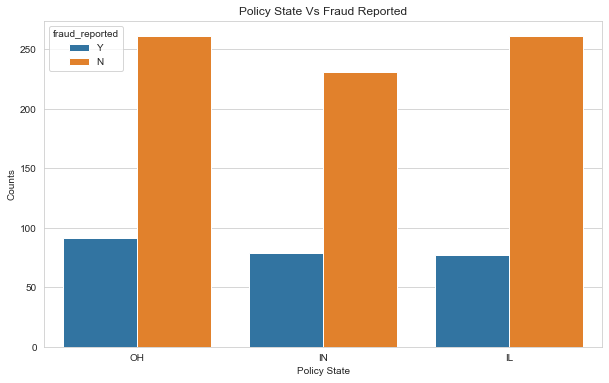 Policy State Vs Fraud Reported
fraud_reported
Y
N
250
200
150
100
50
0
Counts
OH IN IL
Policy State